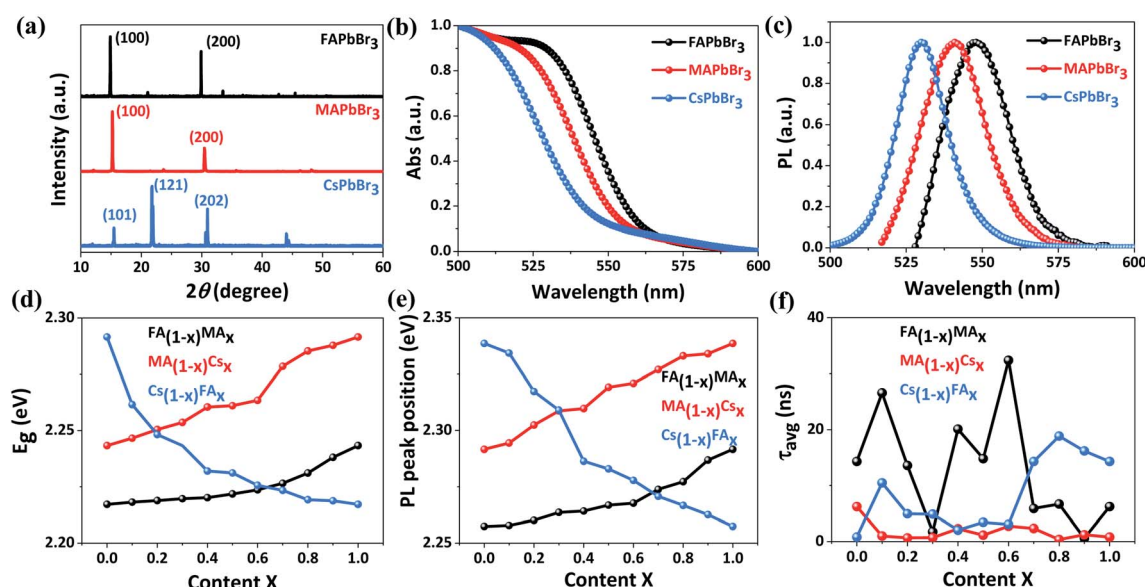 (a)
Intensity (a.u.)
(100)
(200)
FAPbBr3
(100)
(200)
MAPbBr3
(121)
(101)
(202)
CsPbBr3
10 20 30 40 50 60
2θ (degree)
(b)
Abs (a.u.)
1.0
0.8
0.6
0.4
0.2
0.0
FAPbBr3
MAPbBr3
CsPbBr3
500 525 550 575 600
Wavelength (nm)
(c)
PL (a.u.)
1.0
0.8
0.6
0.4
0.2
0.0
FAPbBr3
MAPbBr3
CsPbBr3
500 525 550 575 600
Wavelength (nm)
(d)
Eg (eV)
2.30
2.25
2.20
FA(1-x)MAx
MA(1-x)Csx
Cs(1-x)FAx
0.0 0.2 0.4 0.6 0.8 1.0
Content X
(e)
PL peak position (eV)
2.35
2.30
2.25
FA(1-x)MAx
MA(1-x)Csx
Cs(1-x)FAx
0.0 0.2 0.4 0.6 0.8 1.0
Content X
(f)
τavg (ns)
40
20
0
FA(1-x)MAx
MA(1-x)Csx
Cs(1-x)FAx
0.0 0.2 0.4 0.6 0.8 1.0
Content X